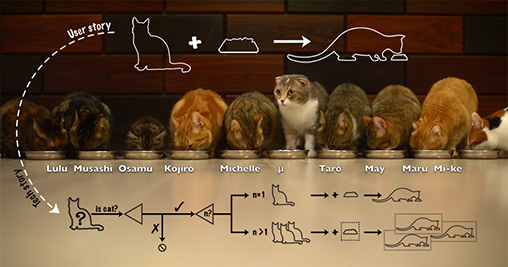 User story
+
Lulu Musashi Osamu Kojiro Michelle μ Taro May Maru Mi-ke
Tech story
?
is cat?
✓
✗
n?
n=1
+
n >1
+